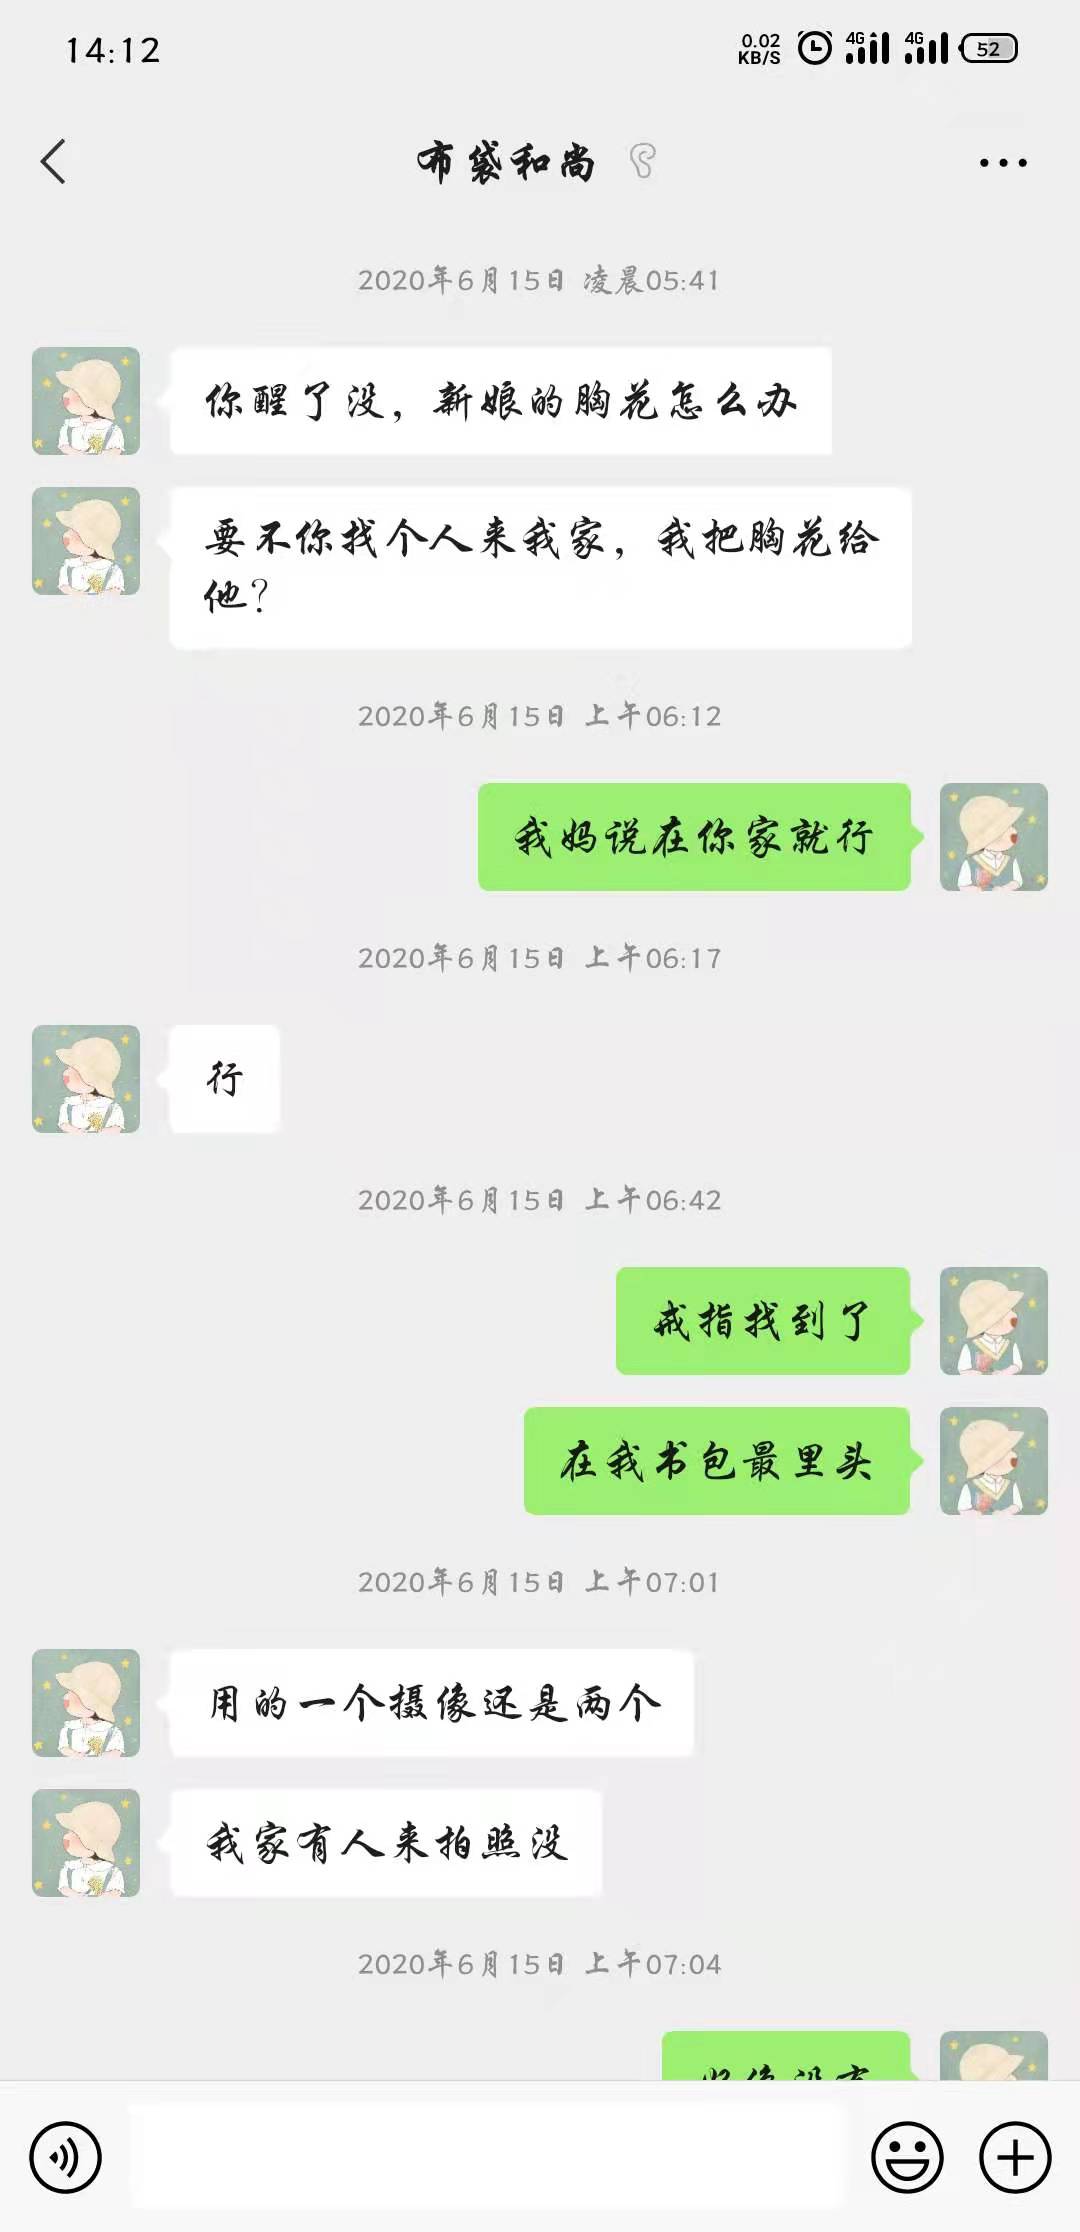 14:12
0.02
KB/S
4G
4G
52
布袋和尚
2020年6月15日 凌晨05:41
你醒了没，新娘的胸花怎么办
要不你找个人来我家，我把胸花给
他？
2020年6月15日 上午06:12
我妈说在你家就行
2020年6月15日 上午06:17
行
2020年6月15日 上午06:42
戒指找到了
在我书包最里头
2020年6月15日 上午07:01
用的一个摄像还是两个
我家有人来拍照没
2020年6月15日 上午07:04